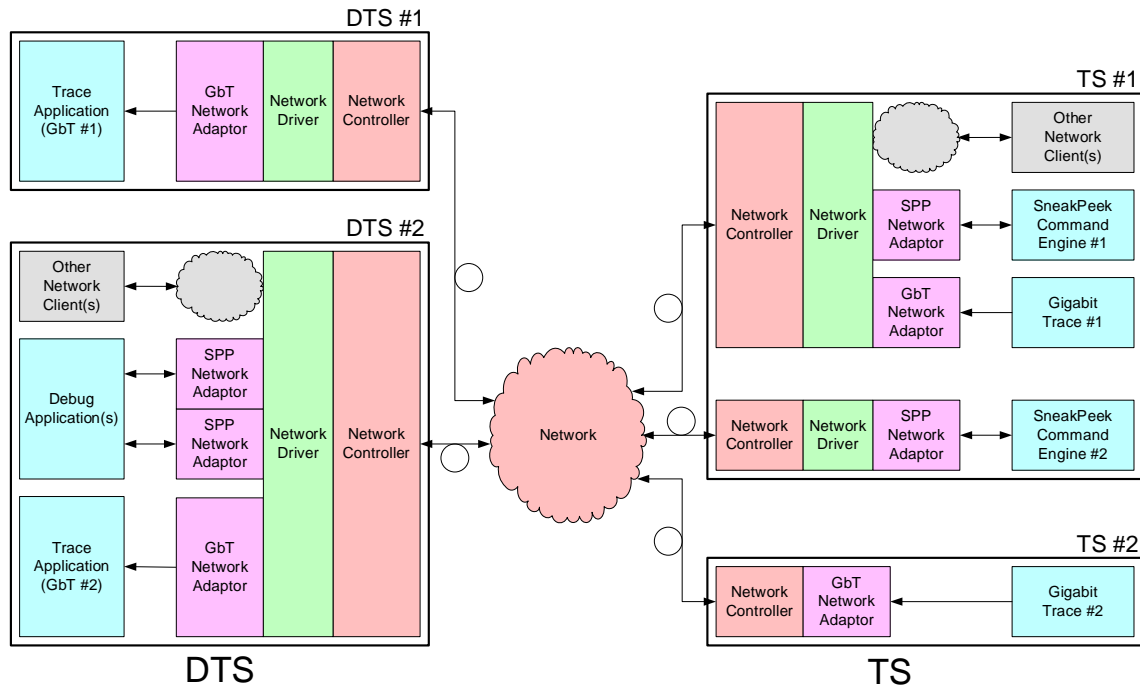 DTS #1
Trace
Application
(GbT #1)
GbT
Network
Adaptor
Network
Driver
Network
Controller
DTS #2
Other
Network
Client(s)
Debug
Application(s)
SPP
Network
Adaptor
SPP
Network
Adaptor
Trace
Application
(GbT #2)
GbT
Network
Adaptor
Network
Driver
Network
Controller
DTS
Network
TS #1
Network
Controller
Network
Driver
Other
Network
Client(s)
SPP
Network
Adaptor
SneakPeek
Command
Engine #1
GbT
Network
Adaptor
Gigabit
Trace #1
Network
Controller
Network
Driver
SPP
Network
Adaptor
SneakPeek
Command
Engine #2
TS #2
Network
Controller
GbT
Network
Adaptor
Gigabit
Trace #2
TS